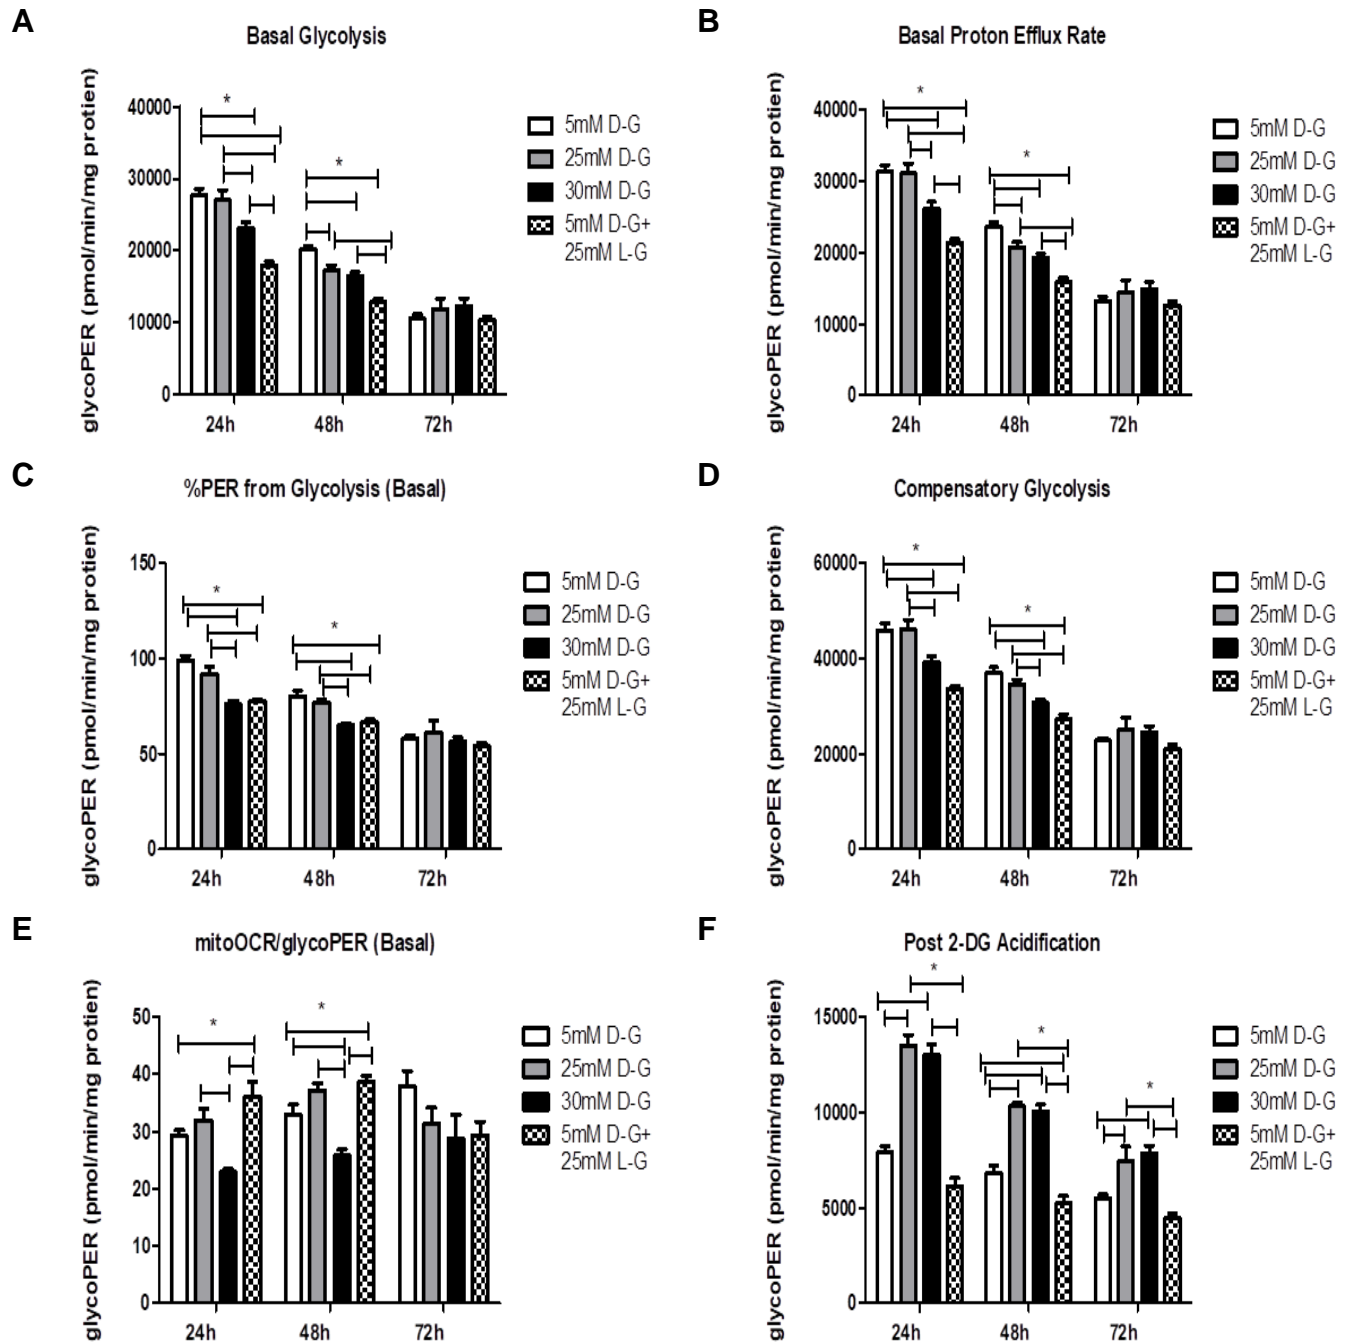 A
Basal Glycolysis
glycoPER (pmol/min/mg protien)
40000
30000
20000
10000
0
*
*
24h
48h
72h
5mM D-G
25mM D-G
30mM D-G
5mM D-G+
25mM L-G
B
Basal Proton Efflux Rate
glycoPER (pmol/min/mg protien)
40000
30000
20000
10000
0
*
*
24h
48h
72h
5mM D-G
25mM D-G
30mM D-G
5mM D-G+
25mM L-G
C
%PER from Glycolysis (Basal)
glycoPER (pmol/min/mg protien)
150
100
50
0
*
*
24h
48h
72h
5mM D-G
25mM D-G
30mM D-G
5mM D-G+
25mM L-G
D
Compensatory Glycolysis
glycoPER (pmol/min/mg protien)
60000
40000
20000
0
*
*
24h
48h
72h
5mM D-G
25mM D-G
30mM D-G
5mM D-G+
25mM L-G
E
mitoOCR/glycoPER (Basal)
glycoPER (pmol/min/mg protien)
50
40
30
20
10
0
*
*
24h
48h
72h
5mM D-G
25mM D-G
30mM D-G
5mM D-G+
25mM L-G
F
Post 2-DG Acidification
glycoPER (pmol/min/mg protien)
15000
10000
5000
0
*
*
*
24h
48h
72h
5mM D-G
25mM D-G
30mM D-G
5mM D-G+
25mM L-G